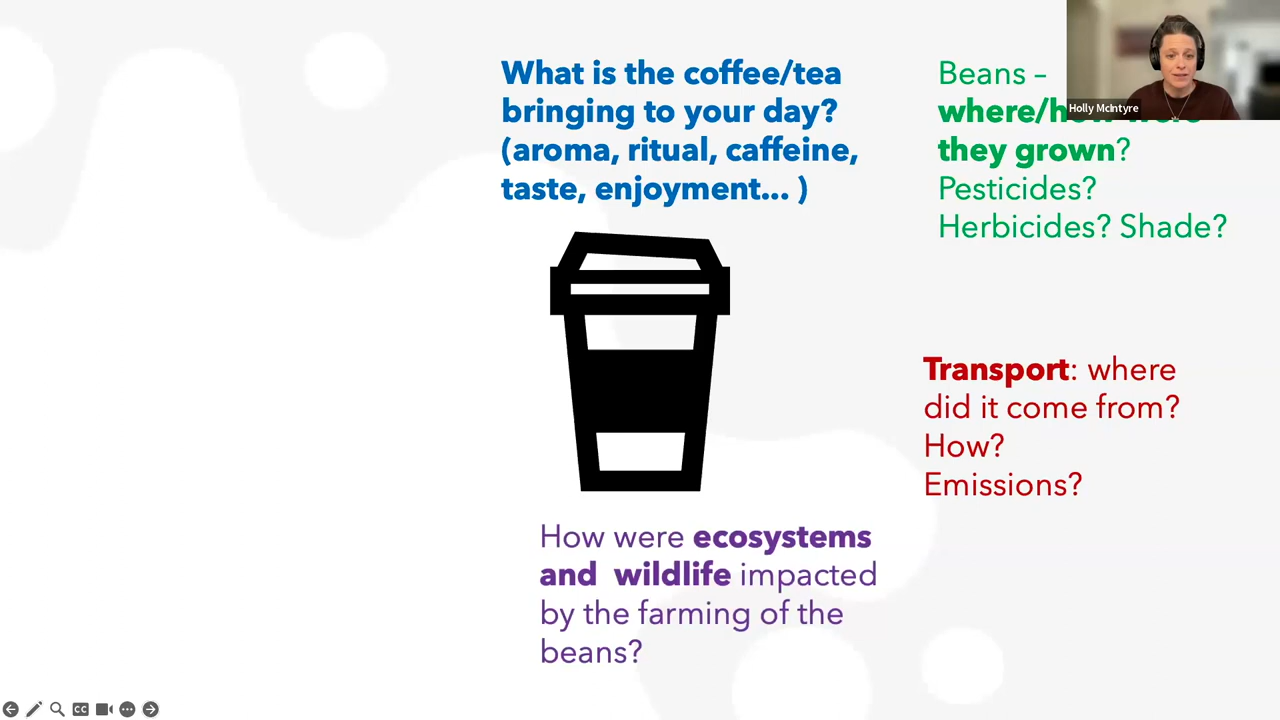 What is the coffee/tea
bringing to your day?
(aroma, ritual, caffeine,
taste, enjoyment... )
Beans –
they grown?
Pesticides?
Herbicides? Shade?
Holly McIntyre
Transport: where
did it come from?
How?
Emissions?
How were ecosystems
and  wildlife impacted
by the farming of the
beans?
CC